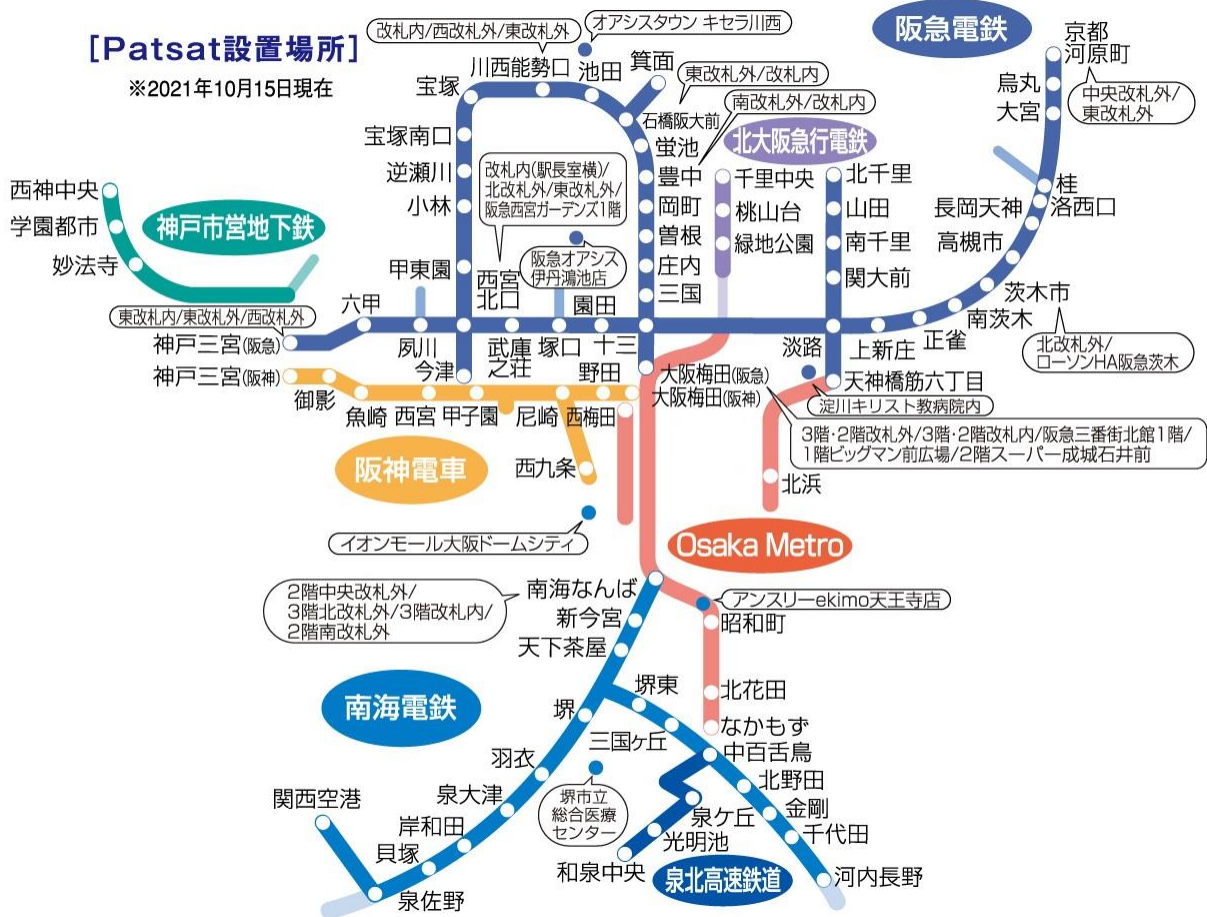 [Patsat設置場所]
※2021年10月15日現在
阪急電鉄
京都
河原町
烏丸
大宮
中央改札外/
東改札外
桂
洛西口
長岡天神
高槻市
茨木市
南茨木
正雀
上新庄
北改札外/
ローソンHA阪急茨木
改札内/西改札外/東改札外
オアシスタウン キセラ川西
川西能勢口
池田
箕面
宝塚
石橋阪大前
東改札外/改札内
蛍池
南改札外/改札内
豊中
岡町
曽根
庄内
三国
宝塚南口
逆瀬川
小林
改札内(駅長室横)/
北改札外/東改札外/
阪急西宮ガーデンズ1階
阪急オアシス
伊丹鴻池店
甲東園
西宮
北口
園田
六甲
夙川
今津
武庫
之荘
塚口
十三
北大阪急行電鉄
千里中央
桃山台
緑地公園
北千里
山田
南千里
関大前
淡路
天神橋筋六丁目
淀川キリスト教病院内
西神中央
学園都市
妙法寺
神戸市営地下鉄
東改札内/東改札外/西改札外
神戸三宮(阪急)
神戸三宮(阪神)
御影
魚崎
西宮
甲子園
尼崎
野田
西梅田
大阪梅田(阪急)
大阪梅田(阪神)
3階・2階改札外/3階・2階改札内/阪急三番街北館1階/
1階ビッグマン前広場/2階スーパー成城石井前
阪神電車
西九条
イオンモール大阪ドームシティ
北浜
Osaka Metro
2階中央改札外/
3階北改札外/3階改札内/
2階南改札外
南海なんば
新今宮
天下茶屋
アンスリーekimo天王寺店
昭和町
北花田
なかもず
南海電鉄
堺
堺東
三国ヶ丘
中百舌鳥
北野田
金剛
千代田
河内長野
羽衣
泉大津
岸和田
貝塚
泉佐野
関西空港
堺市立
総合医療
センター
泉ケ丘
光明池
和泉中央
泉北高速鉄道